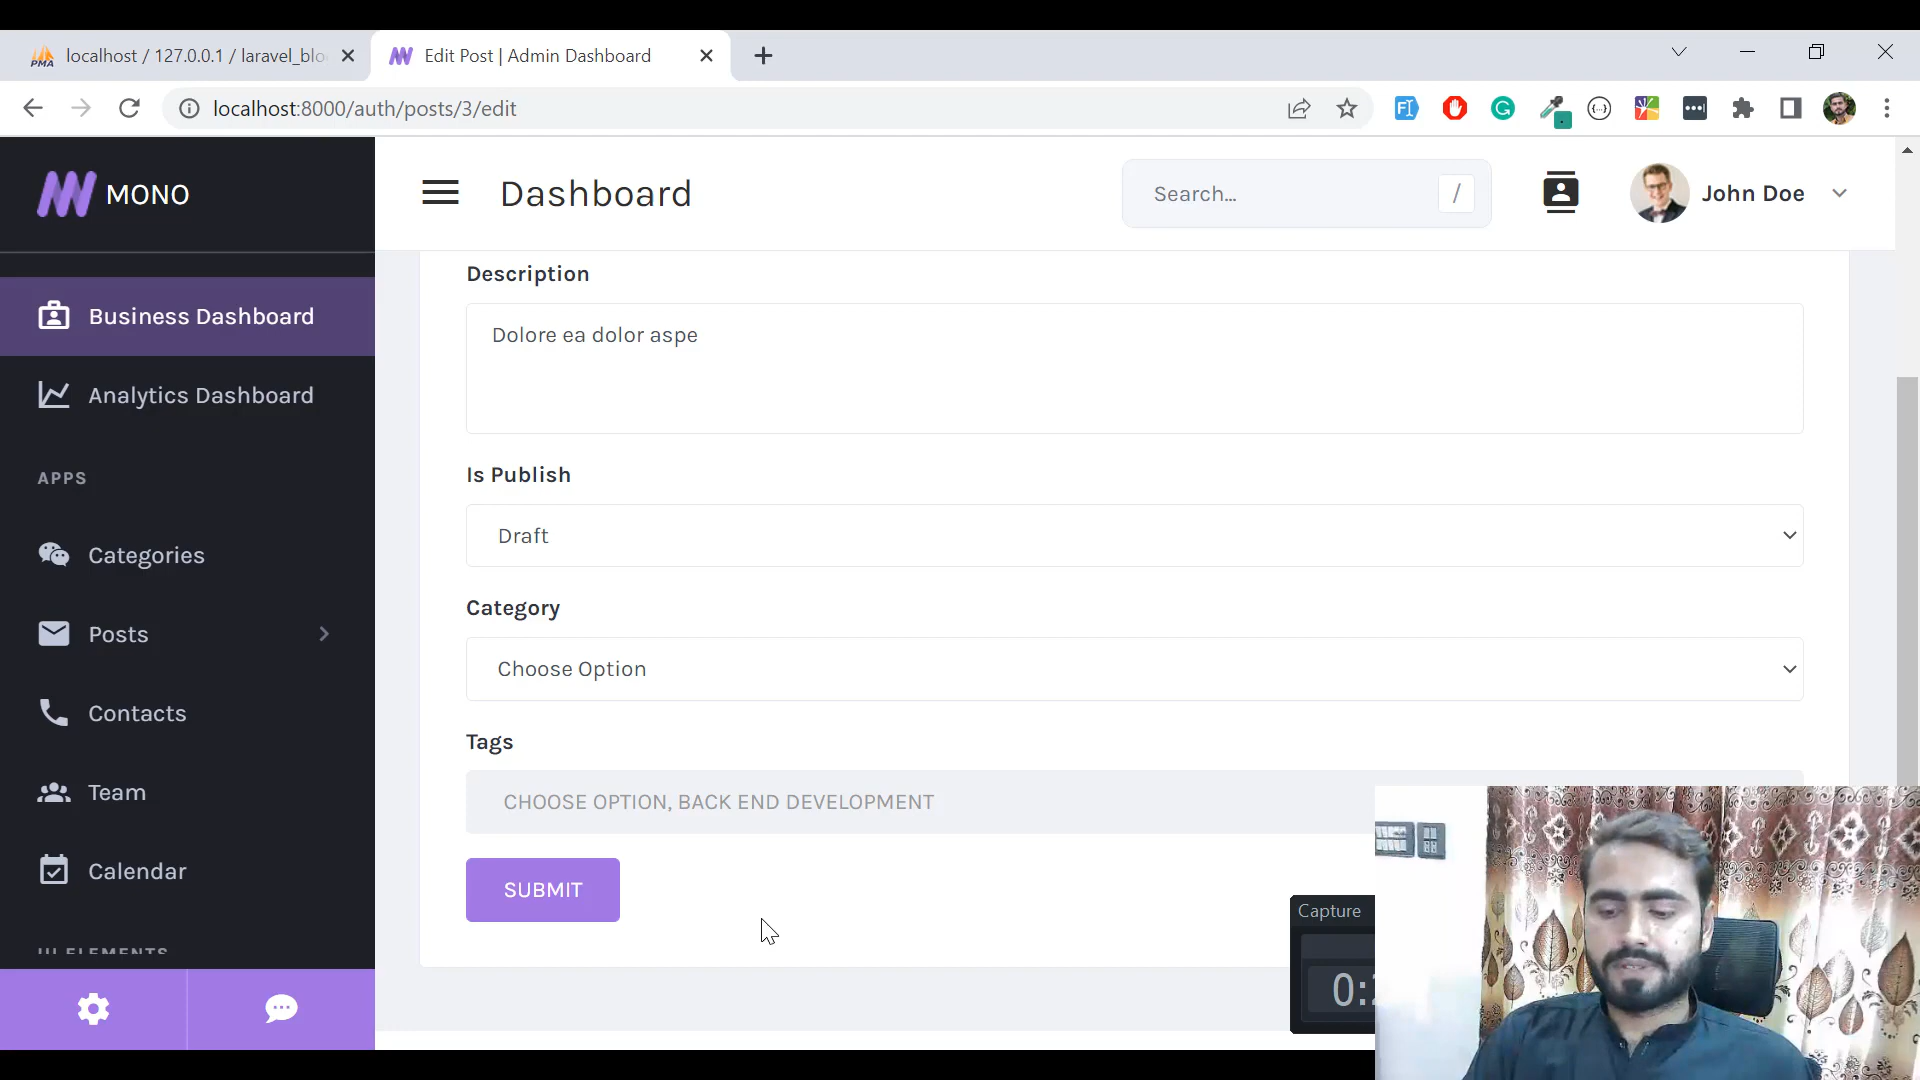 localhost / 127.0.0.1 / laravel_blo
Edit Post | Admin Dashboard
localhost:8000/auth/posts/3/edit
MONO
Dashboard
Search...
/
John Doe
Business Dashboard
Analytics Dashboard
APPS
Categories
Posts
Contacts
Team
Calendar
UI ELEMENTS
Description
Dolore ea dolor aspe
Is Publish
Draft
Category
Choose Option
Tags
CHOOSE OPTION, BACK END DEVELOPMENT
SUBMIT
Capture